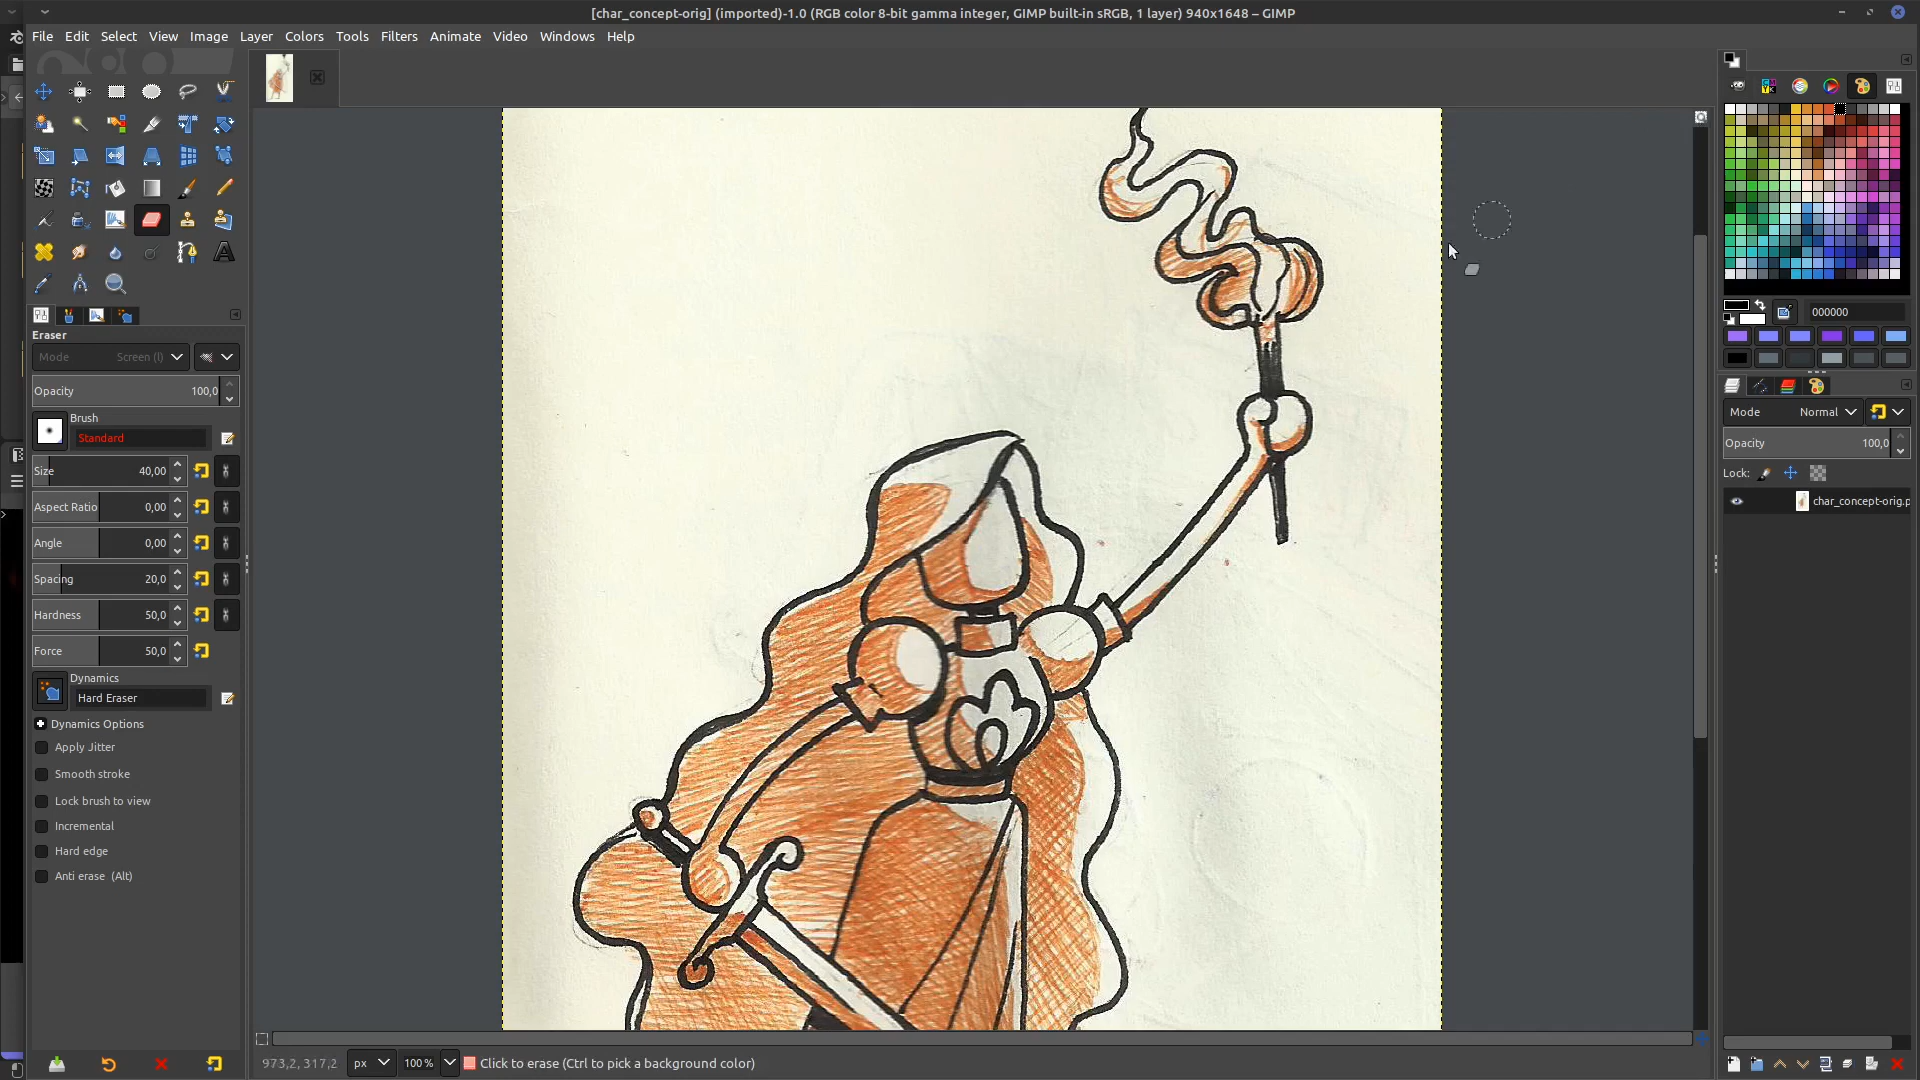 [char_concept-orig] (imported)-1.0 (RGB color 8-bit gamma integer, GIMP built-in sRGB, 1 layer) 940x1648 – GIMP
File Edit Select View Image Layer Colors Tools Filters Animate Video Windows Help
Eraser
Mode Screen (l)
Opacity 100,0
Brush
Standard
Size 40,00
Aspect Ratio 0,00
Angle 0,00
Spacing 20,0
Hardness 50,0
Force 50,0
Dynamics
Hard Eraser
Dynamics Options
Apply Jitter
Smooth stroke
Lock brush to view
Incremental
Hard edge
Anti erase (Alt)
000000
Mode Normal
Opacity 100,0
Lock:
char_concept-orig.p
973,2, 317,2 px 100 % Click to erase (Ctrl to pick a background color)